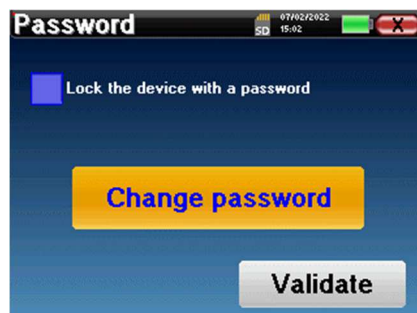 Password
SD
07/02/2022
15:02
X
Lock the device with a password
Change password
Validate